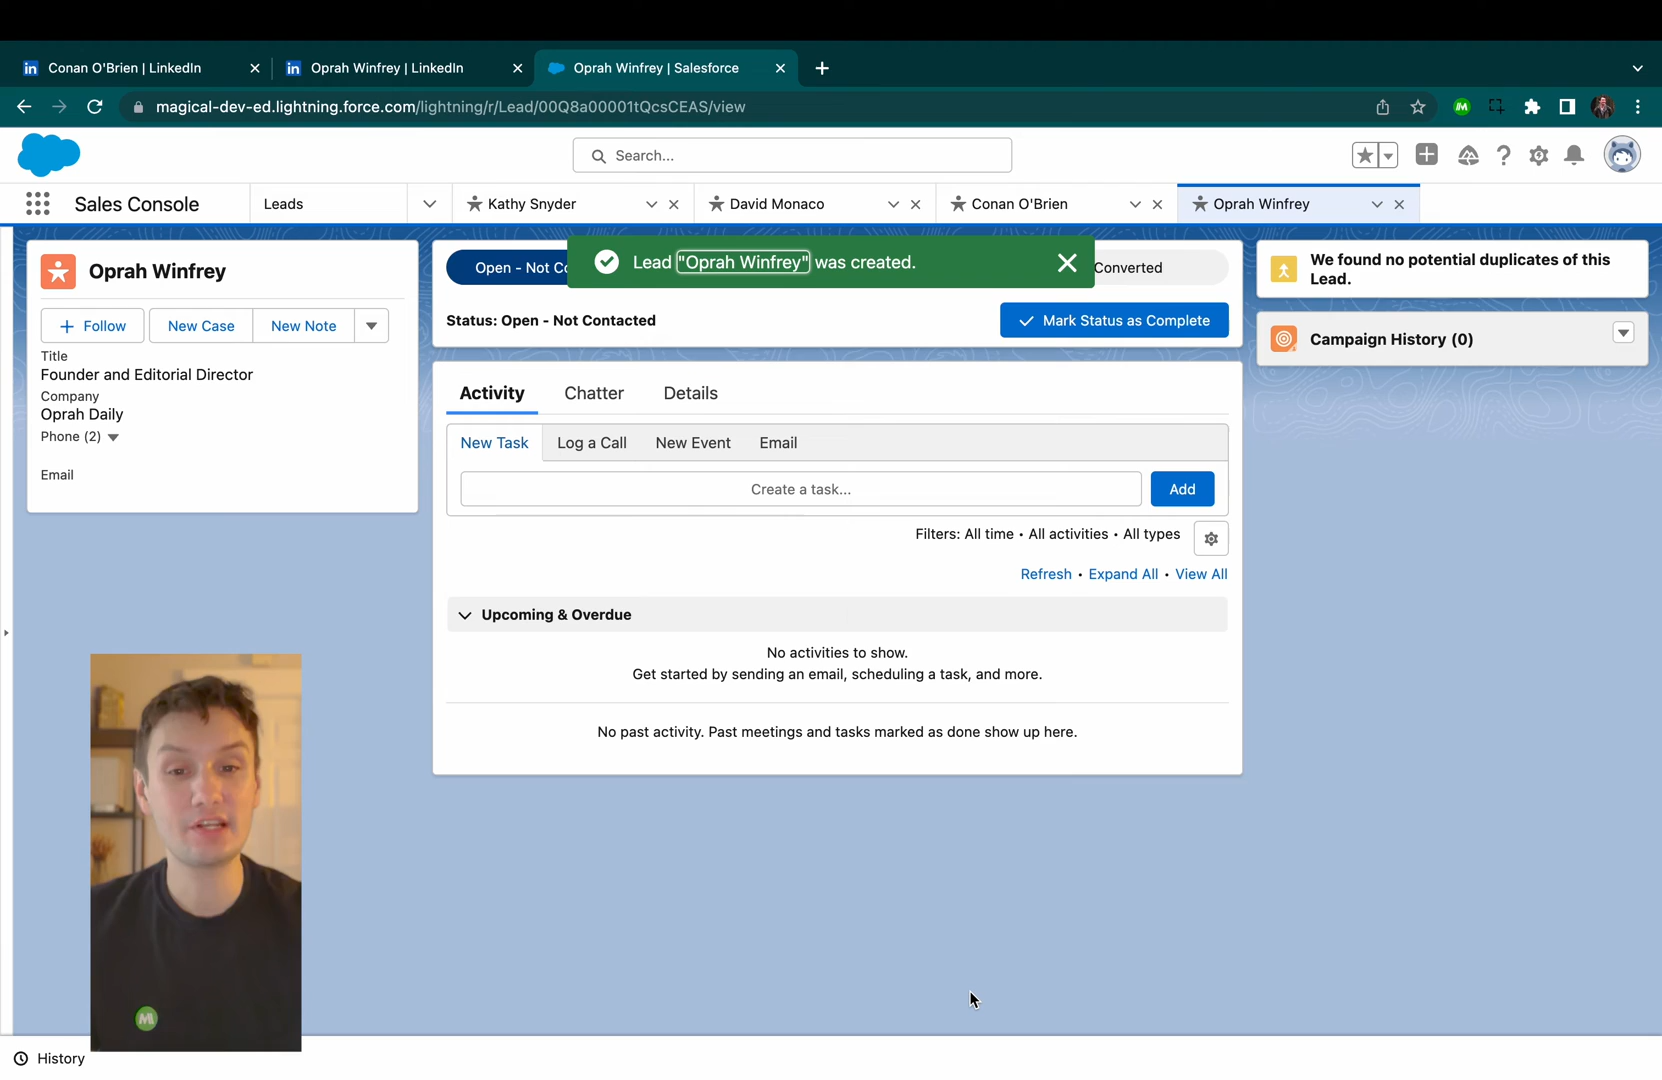 Conan O'Brien | LinkedIn
Oprah Winfrey | LinkedIn
Oprah Winfrey | Salesforce
magical-dev-ed.lightning.force.com/lightning/r/Lead/00Q8a00001tQcsCEAS/view
Search...
Sales Console
Leads
Kathy Snyder
David Monaco
Conan O'Brien
Oprah Winfrey
Oprah Winfrey
Follow
New Case
New Note
Title
Founder and Editorial Director
Company
Oprah Daily
Phone (2)
Email
Open - Not Co
Lead "Oprah Winfrey" was created.
Converted
Status: Open - Not Contacted
Mark Status as Complete
Activity
Chatter
Details
New Task
Log a Call
New Event
Email
Create a task...
Add
Filters: All time • All activities • All types
Refresh • Expand All • View All
Upcoming & Overdue
No activities to show.
Get started by sending an email, scheduling a task, and more.
No past activity. Past meetings and tasks marked as done show up here.
We found no potential duplicates of this
Lead.
Campaign History (0)
History